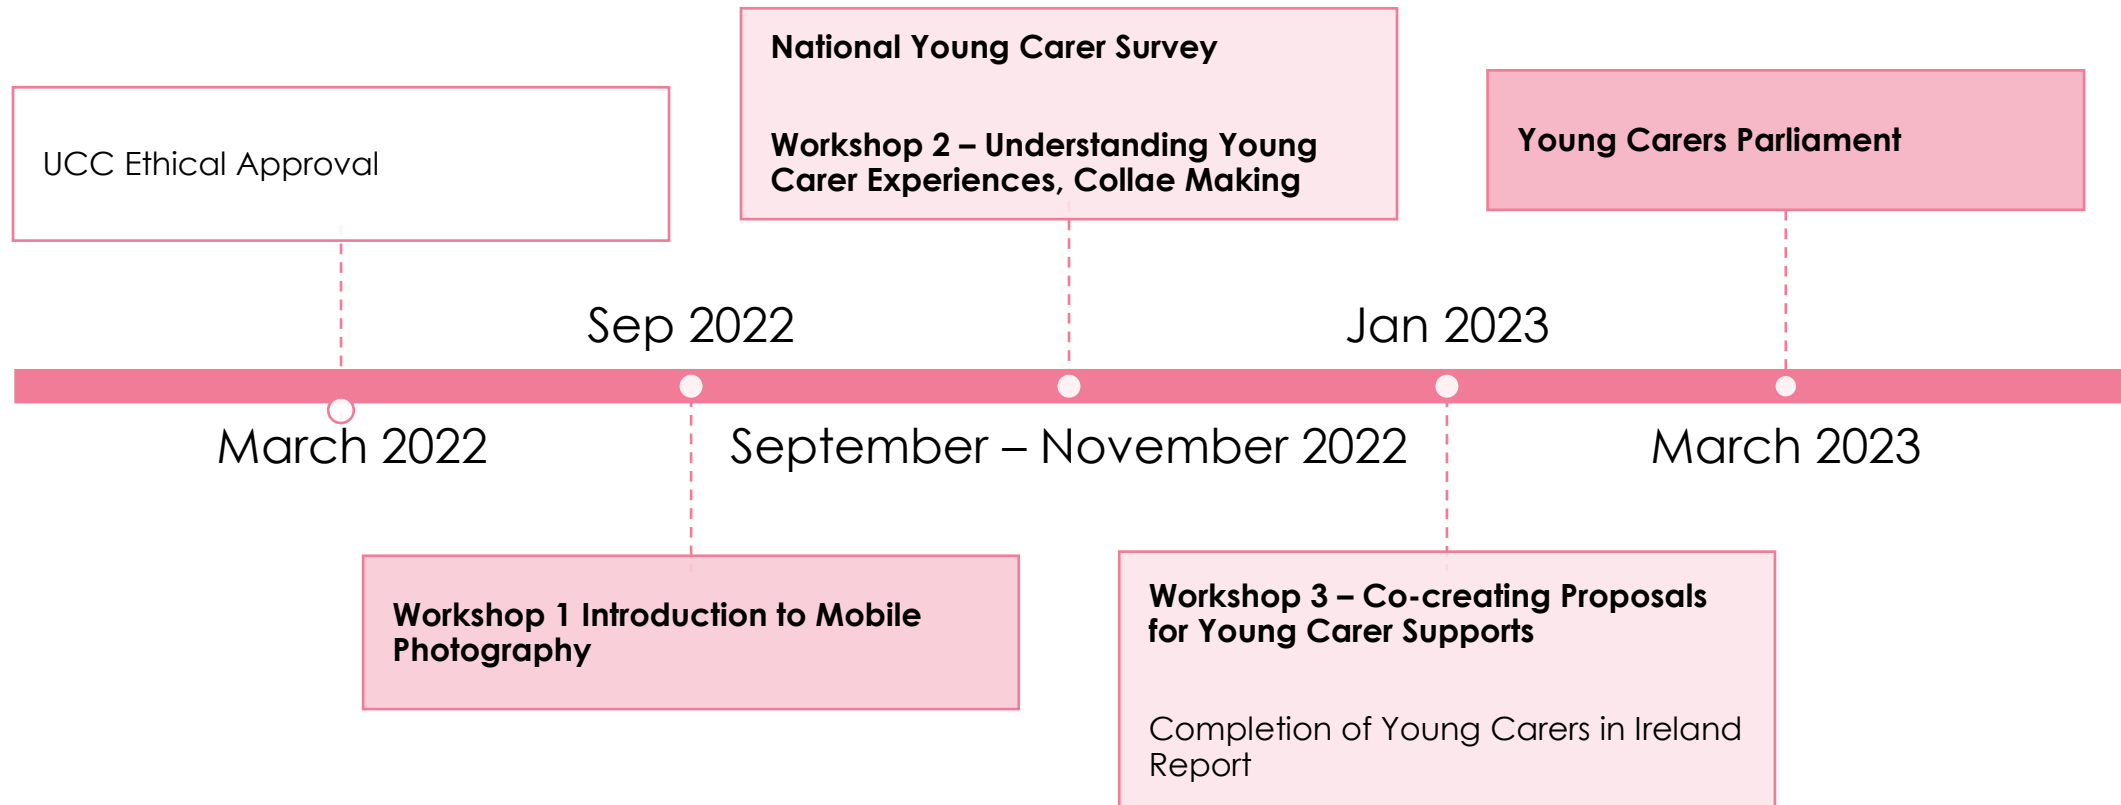 National Young Carer Survey
Workshop 2 – Understanding Young
Carer Experiences, Collae Making
UCC Ethical Approval
Young Carers Parliament
Sep 2022
Jan 2023
March 2022
September – November 2022
March 2023
Workshop 1 Introduction to Mobile
Photography
Workshop 3 – Co-creating Proposals
for Young Carer Supports
Completion of Young Carers in Ireland
Report